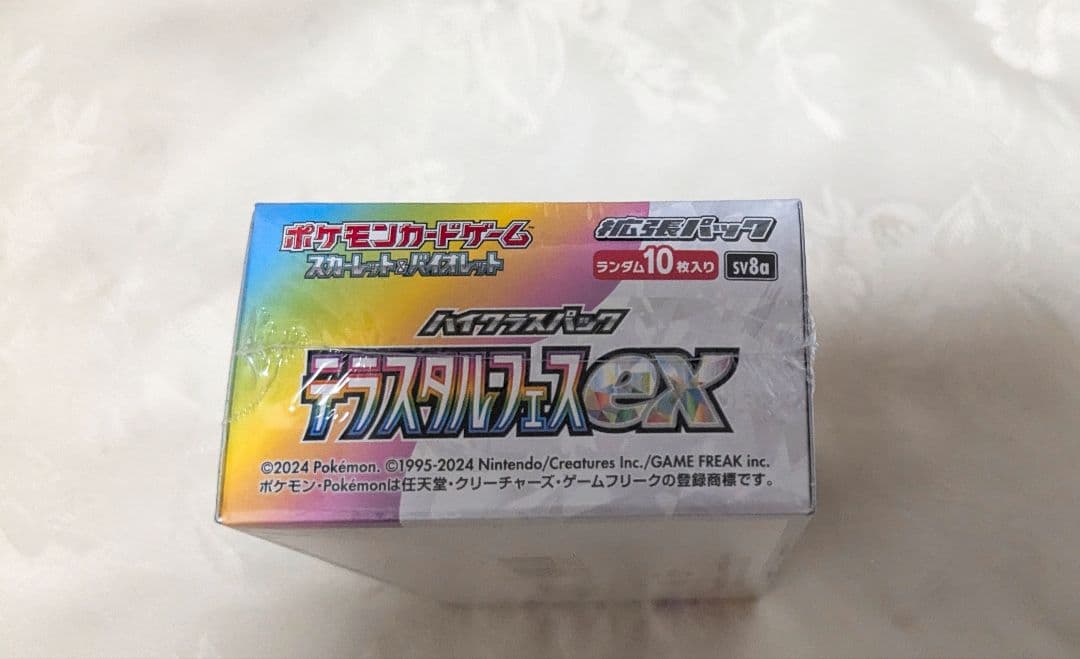 ポケモンカードゲーム™
スカーレット&バイオレット
拡張パック
ランダム10枚入り sv8a
ハイクラスパック
テラスタルフェスex
©2024 Pokémon. ©1995-2024 Nintendo/Creatures Inc./GAME FREAK inc.
ポケモン・Pokémonは任天堂・クリーチャーズ・ゲームフリークの登録商標です。